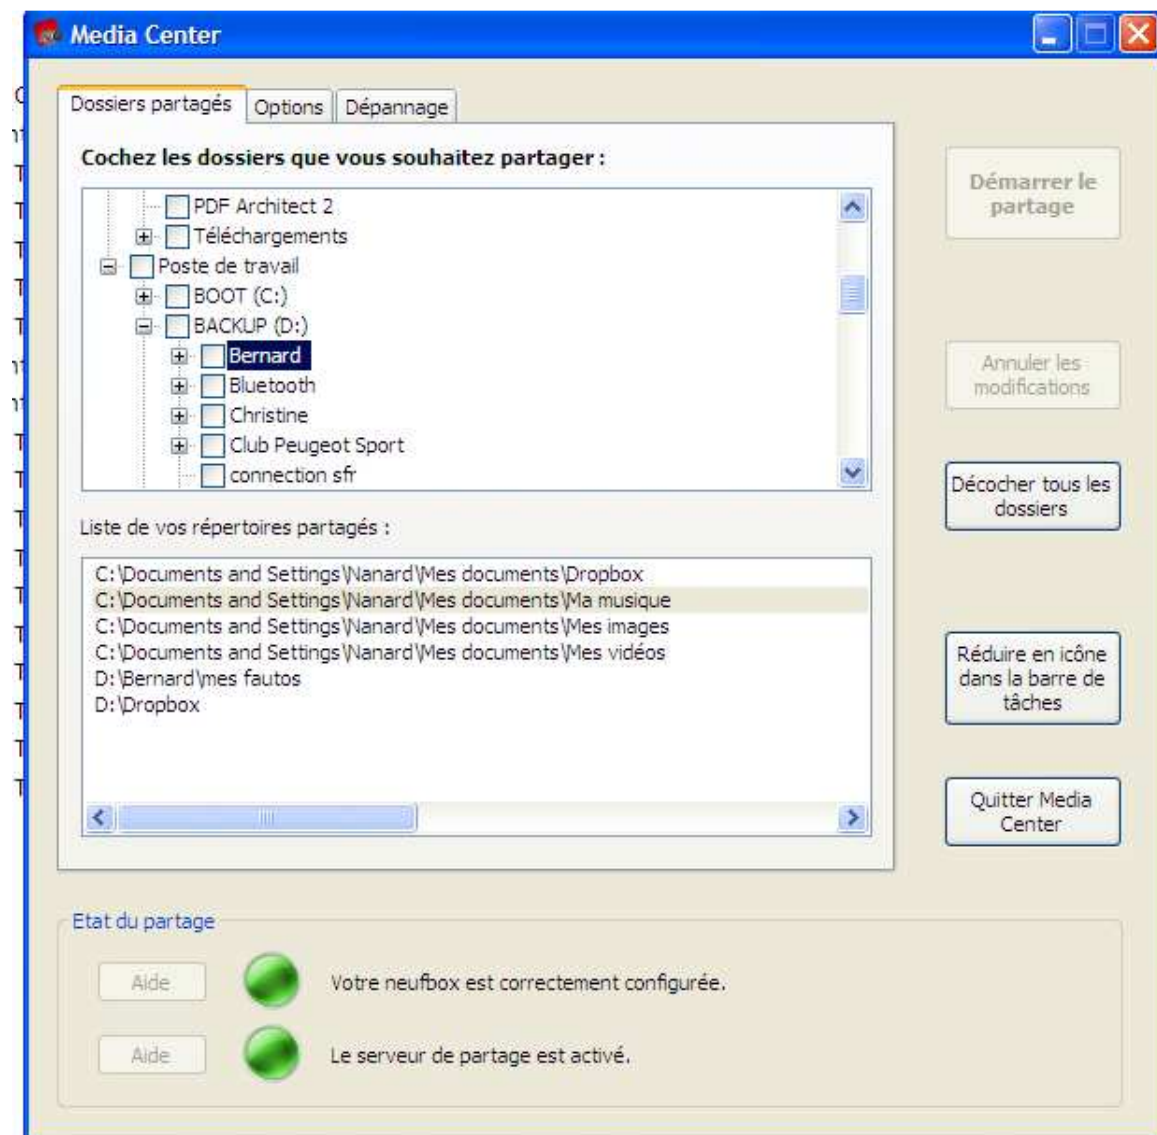 Media Center
Dossiers partagés
Options
Dépannage
Cochez les dossiers que vous souhaitez partager :
PDF Architect 2
Téléchargements
Poste de travail
BOOT (C:)
BACKUP (D:)
Bernard
Bluetooth
Christine
Club Peugeot Sport
connection sfr
Liste de vos répertoires partagés :
C:\Documents and Settings\Nanard\Mes documents\Dropbox
C:\Documents and Settings\Nanard\Mes documents\Ma musique
C:\Documents and Settings\Nanard\Mes documents\Mes images
C:\Documents and Settings\Nanard\Mes documents\Mes vidéos
D:\Bernard\mes fautos
D:\Dropbox
Démarrer le
partage
Annuler les
modifications
Décocher tous les
dossiers
Réduire en icône
dans la barre de
tâches
Quitter Media
Center
Etat du partage
Aide
Votre neufbox est correctement configurée.
Aide
Le serveur de partage est activé.